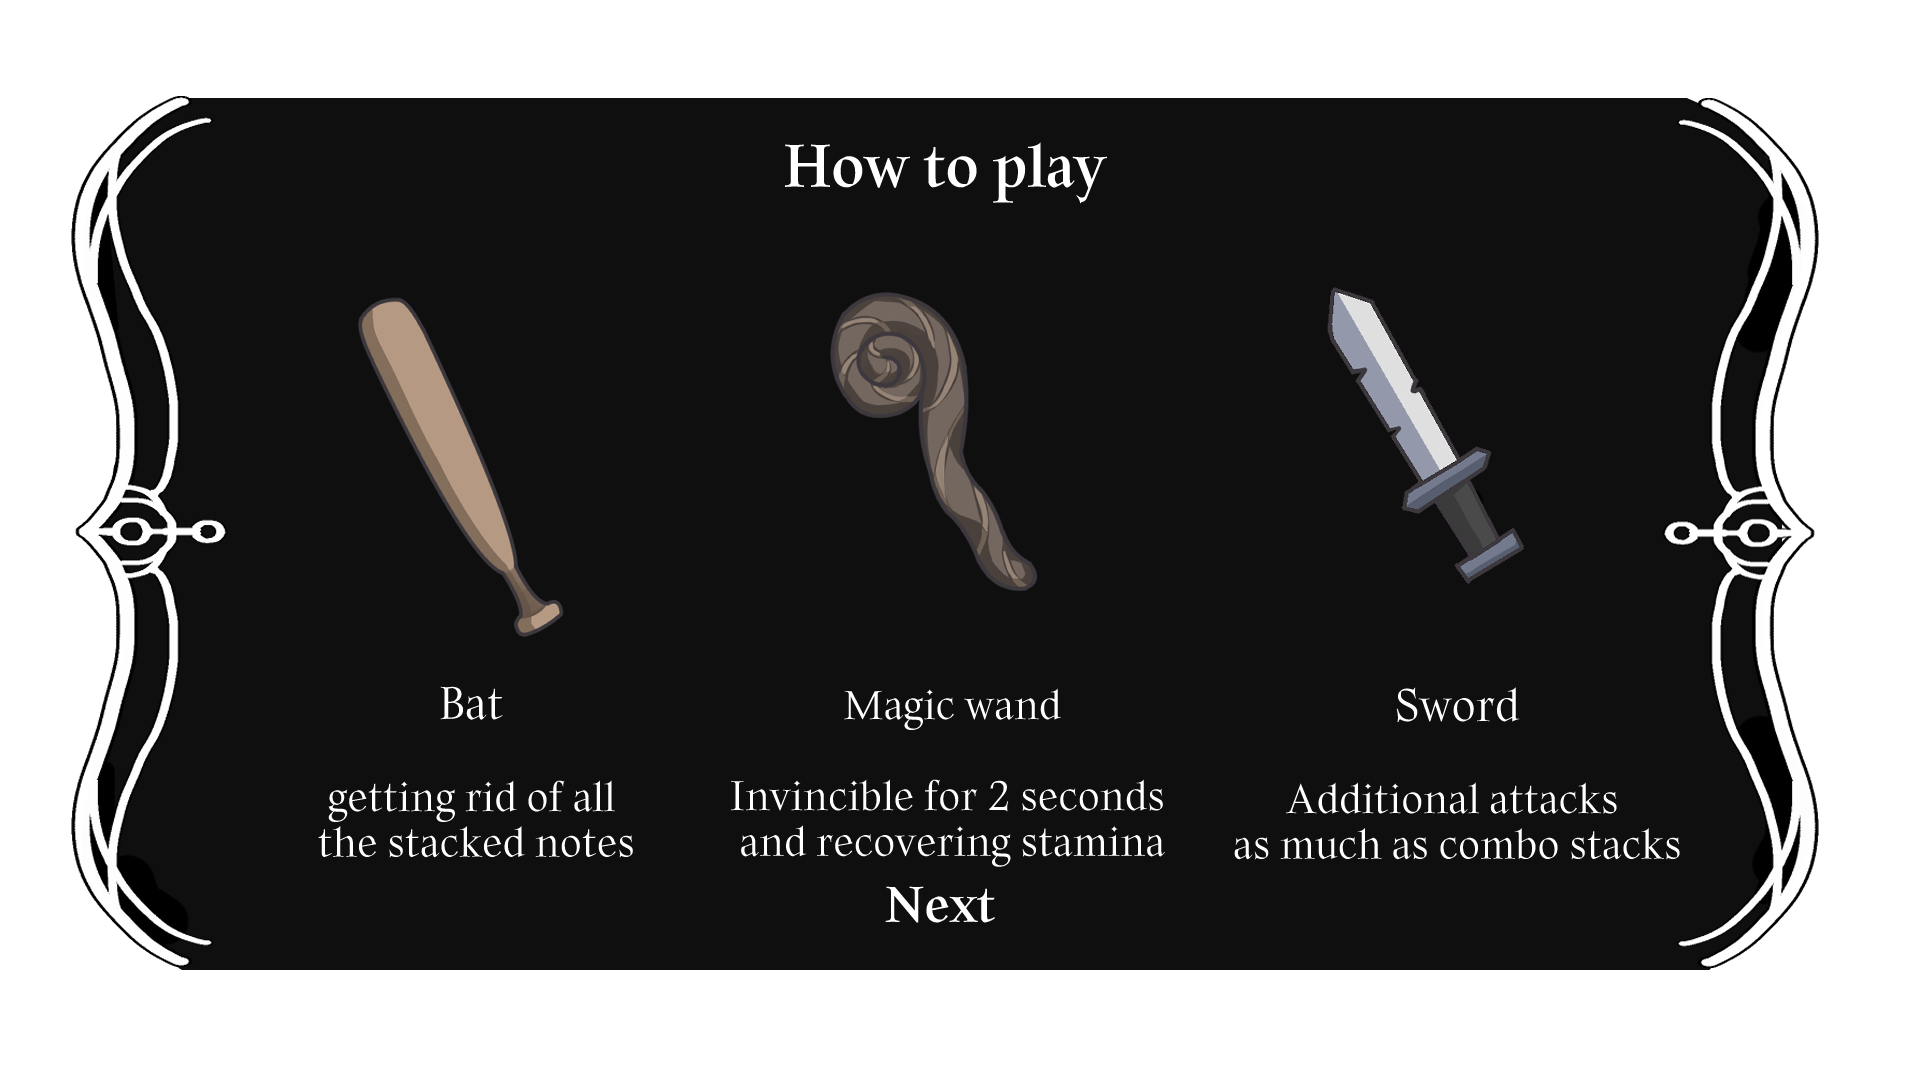 How to play
Bat
Magic wand
Sword
getting rid of all
the stacked notes
Invincible for 2 seconds
and recovering stamina
Additional attacks
as much as combo stacks
Next